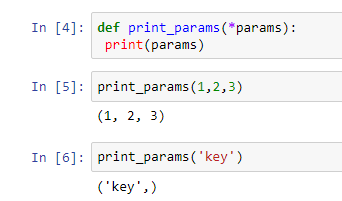 In [4]: def print_params(*params):
 print(params)
In [5]: print_params(1,2,3)
(1, 2, 3)
In [6]: print_params('key')
('key',)